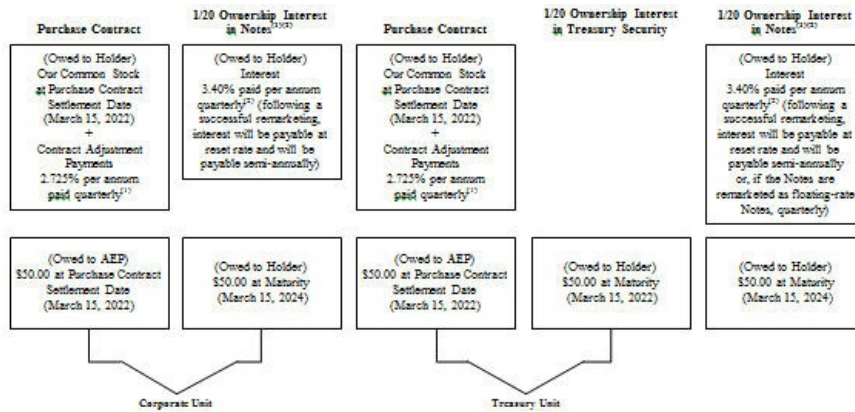 Purchase Contract
1/20 Ownership Interest
in Notes(1)(2)
Purchase Contract
1/20 Ownership Interest
in Treasury Security
1/20 Ownership Interest
in Notes(1)(2)
(Owed to Holder)
Our Common Stock
at Purchase Contract
Settlement Date
(March 15, 2022)
+
Contract Adjustment
Payments
2.725% per annum
paid quarterly(1)
(Owed to Holder)
Interest
3.40% paid per annum
quarterly(2) (following a
successful remarketing,
interest will be payable at
reset rate and will be
payable semi-annually)
(Owed to Holder)
Our Common Stock
at Purchase Contract
Settlement Date
(March 15, 2022)
+
Contract Adjustment
Payments
2.725% per annum
paid quarterly(1)
(Owed to Holder)
Interest
3.40% paid per annum
quarterly(2) (following a
successful remarketing,
interest will be payable at
reset rate and will be
payable semi-annually
or, if the Notes are
remarketed as floating-rate
Notes, quarterly)
(Owed to AEP)
$50.00 at Purchase Contract
Settlement Date
(March 15, 2022)
(Owed to Holder)
$50.00 at Maturity
(March 15, 2024)
(Owed to AEP)
$50.00 at Purchase Contract
Settlement Date
(March 15, 2022)
(Owed to Holder)
$50.00 at Maturity
(March 15, 2022)
(Owed to Holder)
$50.00 at Maturity
(March 15, 2024)
Corporate Unit
Treasury Unit